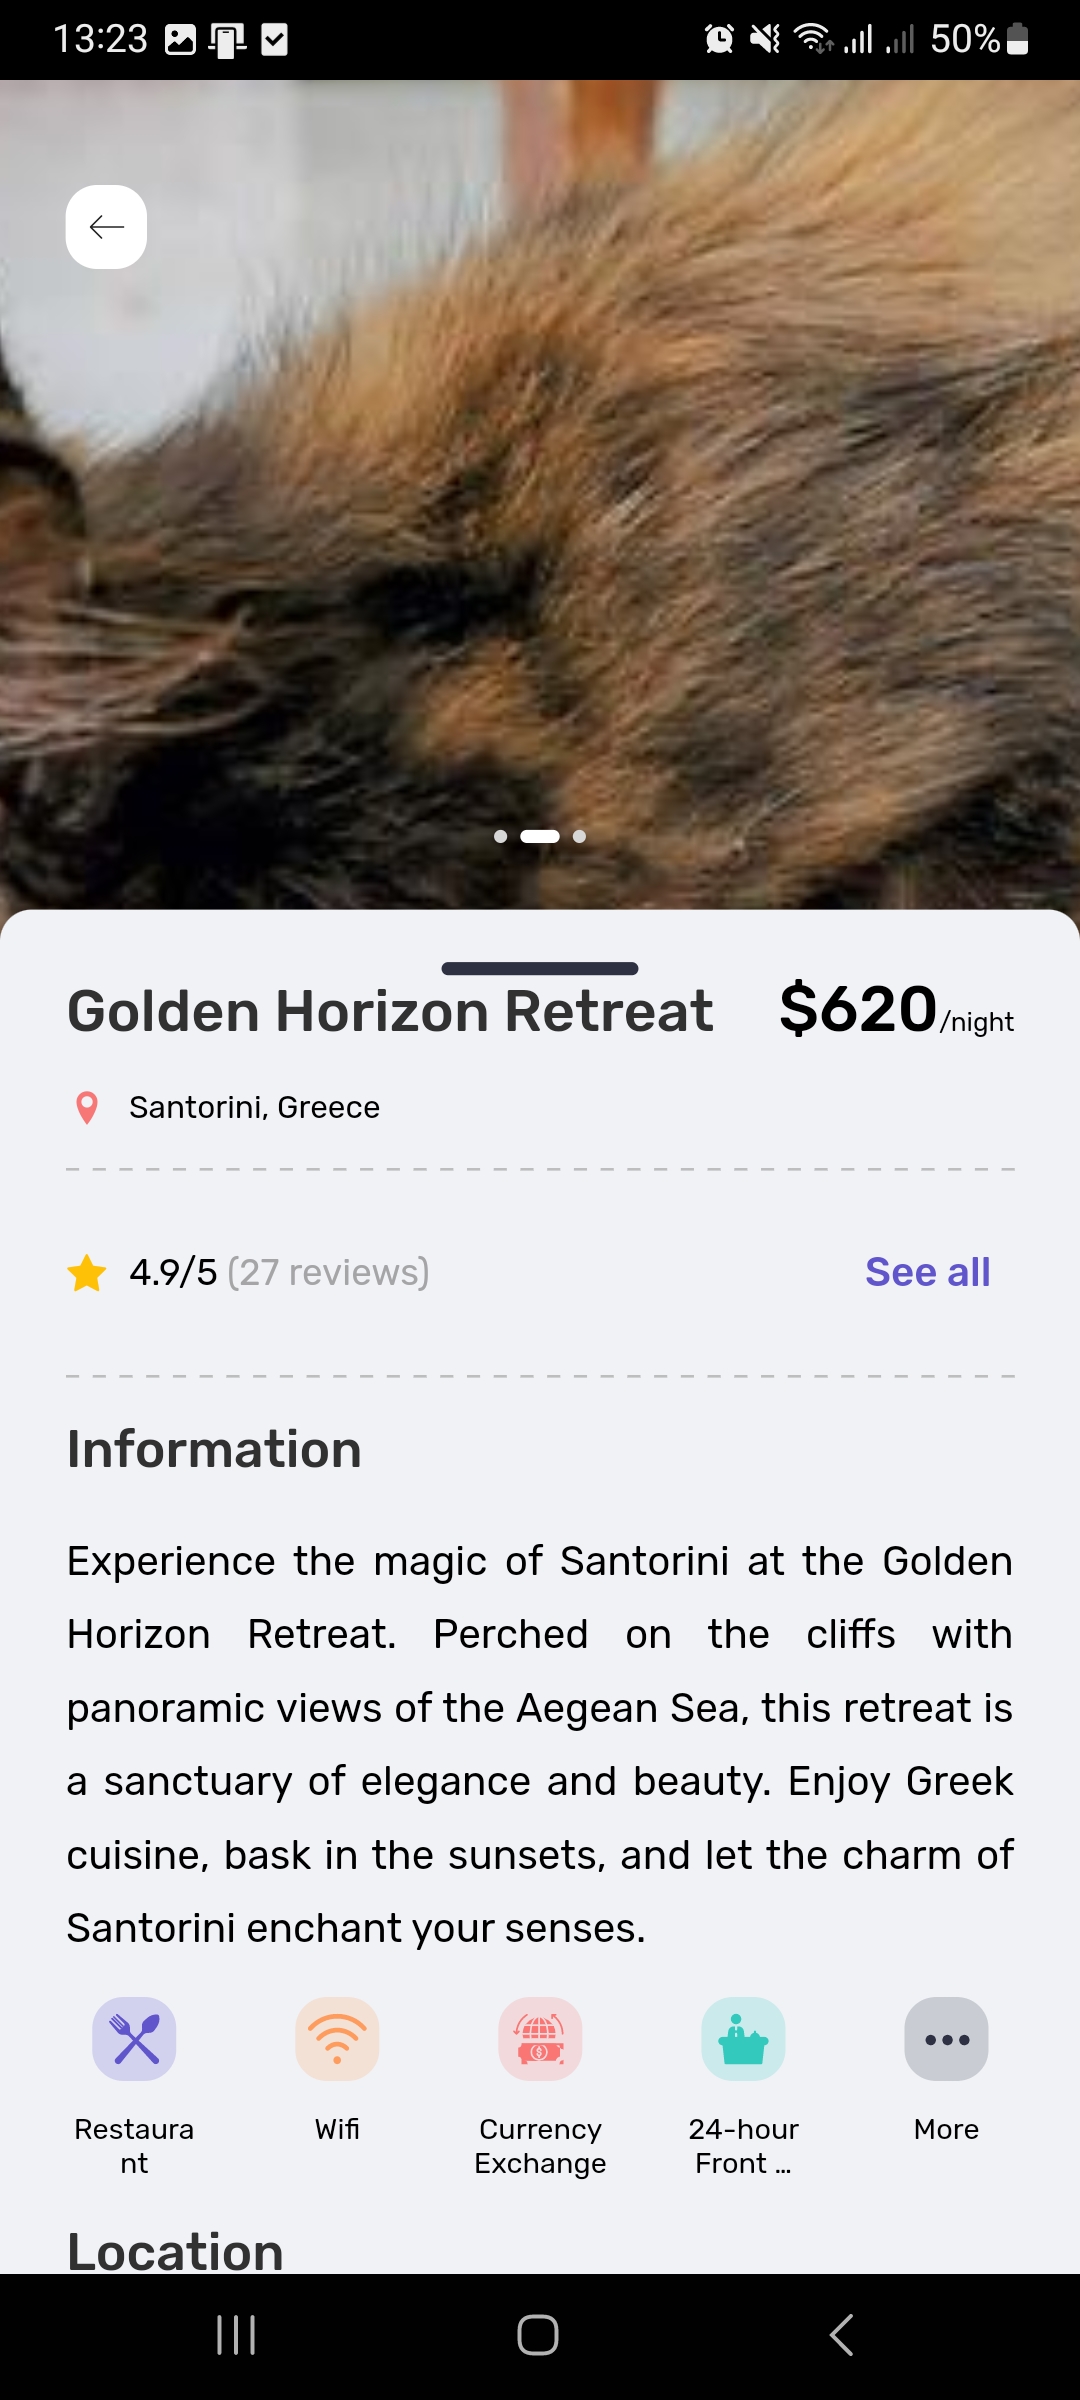 13:23
50%
Golden Horizon Retreat
$620/night
Santorini, Greece
4.9/5 (27 reviews)
See all
Information
Experience the magic of Santorini at the Golden
Horizon Retreat. Perched on the cliffs with
panoramic views of the Aegean Sea, this retreat is
a sanctuary of elegance and beauty. Enjoy Greek
cuisine, bask in the sunsets, and let the charm of
Santorini enchant your senses.
Restaura
nt
Wifi
Currency
Exchange
24-hour
Front ...
More
Location